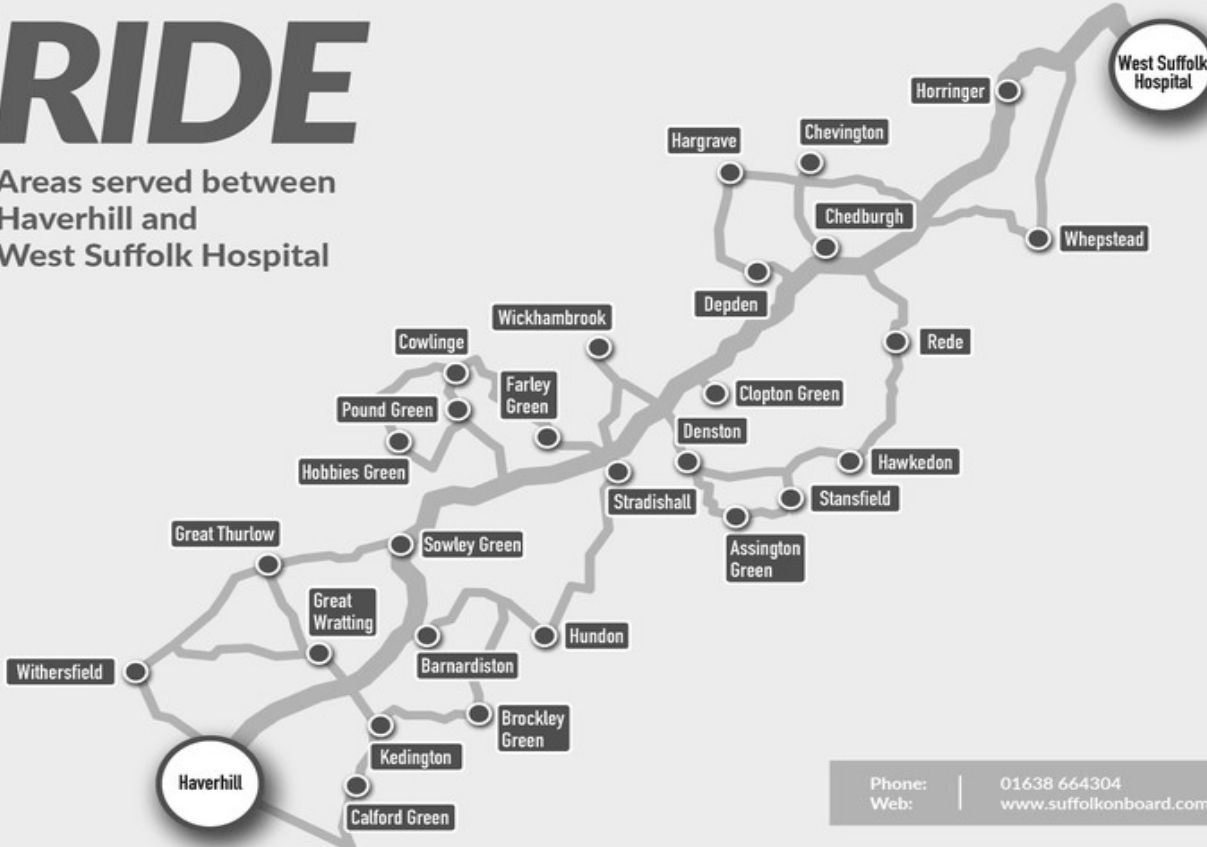 RIDE
Areas served between
Haverhill and
West Suffolk Hospital
West Suffolk
Hospital
Horringer
Chevington
Hargrave
Chedburgh
Whepstead
Depden
Wickhambrook
Cowlinge
Rede
Farley
Green
Clopton Green
Pound Green
Denston
Hobbies Green
Hawkedon
Stradishall
Stansfield
Great Thurlow
Sowley Green
Assington
Green
Great
Wratting
Hundon
Barnardiston
Withersfield
Brockley
Green
Kedington
Haverhill
Calford Green
Phone: 01638 664304
Web: www.suffolkonboard.com